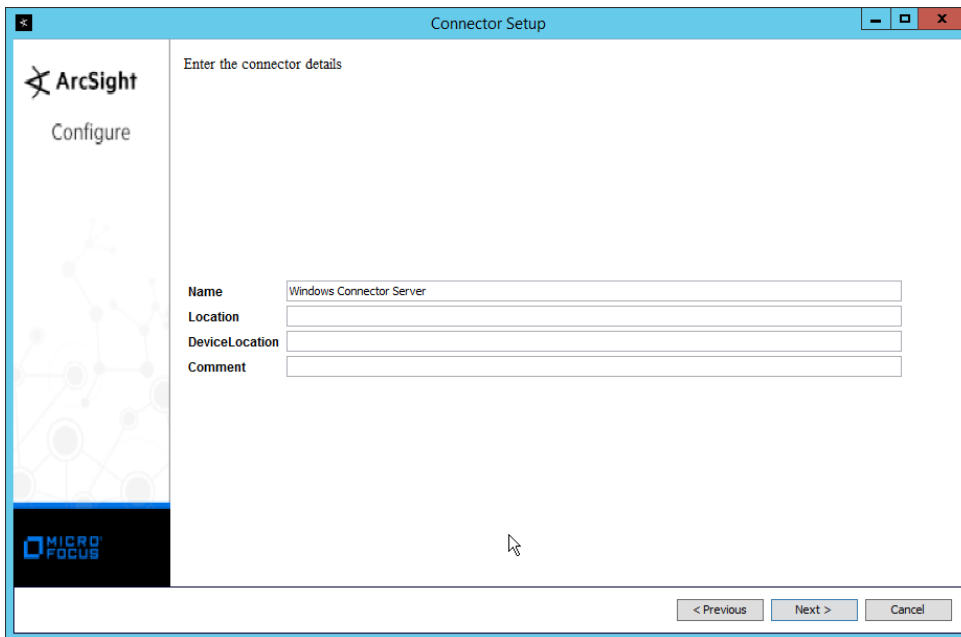 Connector Setup
ArcSight
Configure
Enter the connector details
Name Windows Connector Server
Location
DeviceLocation
Comment
MICRO
FOCUS
< Previous Next > Cancel